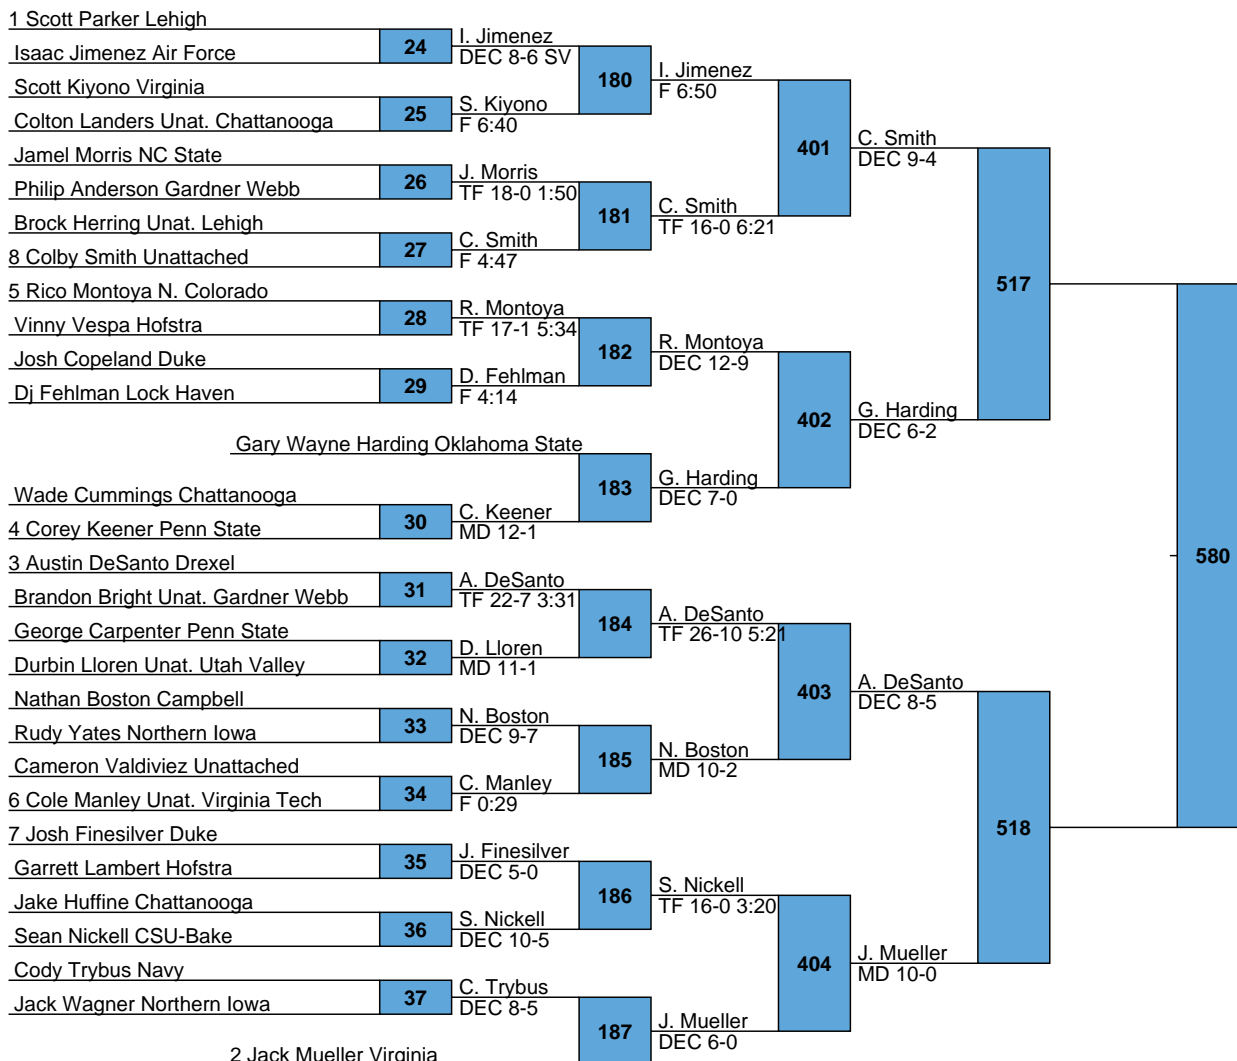 1 Scott Parker Lehigh
Isaac Jimenez Air Force
24
I. Jimenez
DEC 8-6 SV
Scott Kiyono Virginia
Colton Landers Unat. Chattanooga
25
S. Kiyono
F 6:40
180
I. Jimenez
F 6:50
Jamel Morris NC State
Philip Anderson Gardner Webb
26
J. Morris
TF 18-0 1:50
Brock Herring Unat. Lehigh
8 Colby Smith Unattached
27
C. Smith
F 4:47
181
C. Smith
TF 16-0 6:21
401
C. Smith
DEC 9-4
5 Rico Montoya N. Colorado
Vinny Vespa Hofstra
28
R. Montoya
TF 17-1 5:34
Josh Copeland Duke
Dj Fehlman Lock Haven
29
D. Fehlman
F 4:14
182
R. Montoya
DEC 12-9
Gary Wayne Harding Oklahoma State
Wade Cummings Chattanooga
4 Corey Keener Penn State
30
C. Keener
MD 12-1
183
G. Harding
DEC 7-0
402
G. Harding
DEC 6-2
517
3 Austin DeSanto Drexel
Brandon Bright Unat. Gardner Webb
31
A. DeSanto
TF 22-7 3:31
George Carpenter Penn State
Durbin Lloren Unat. Utah Valley
32
D. Lloren
MD 11-1
184
A. DeSanto
TF 26-10 5:21
Nathan Boston Campbell
Rudy Yates Northern Iowa
33
N. Boston
DEC 9-7
Cameron Valdiviez Unattached
6 Cole Manley Unat. Virginia Tech
34
C. Manley
F 0:29
185
N. Boston
MD 10-2
403
A. DeSanto
DEC 8-5
7 Josh Finesilver Duke
Garrett Lambert Hofstra
35
J. Finesilver
DEC 5-0
Jake Huffine Chattanooga
Sean Nickell CSU-Bake
36
S. Nickell
DEC 10-5
186
S. Nickell
TF 16-0 3:20
Cody Trybus Navy
Jack Wagner Northern Iowa
37
C. Trybus
DEC 8-5
2 Jack Mueller Virginia
187
J. Mueller
DEC 6-0
404
J. Mueller
MD 10-0
518
580